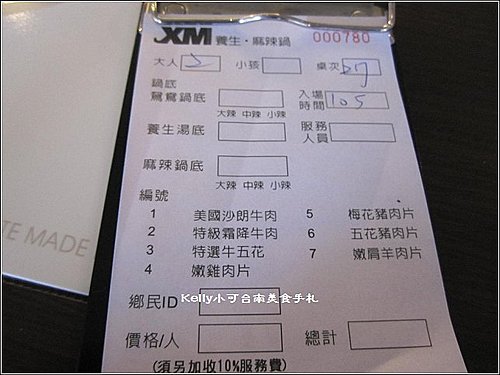 XM 養生·麻辣鍋 000780
大人 小孩 桌次 27
鍋底
鴛鴦鍋底 入場時間 105
大辣 中辣 小辣
養生湯底 服務人員
麻辣鍋底
大辣 中辣 小辣
編號
1 美國沙朗牛肉 5 梅花豬肉片
2 特級霜降牛肉 6 五花豬肉片
3 特選牛五花 7 嫩肩羊肉片
4 嫩雞肉片
TE MADE
鄉民ID
Kelly小可台南美食手札
價格/人 總計
(須另加收10%服務費)